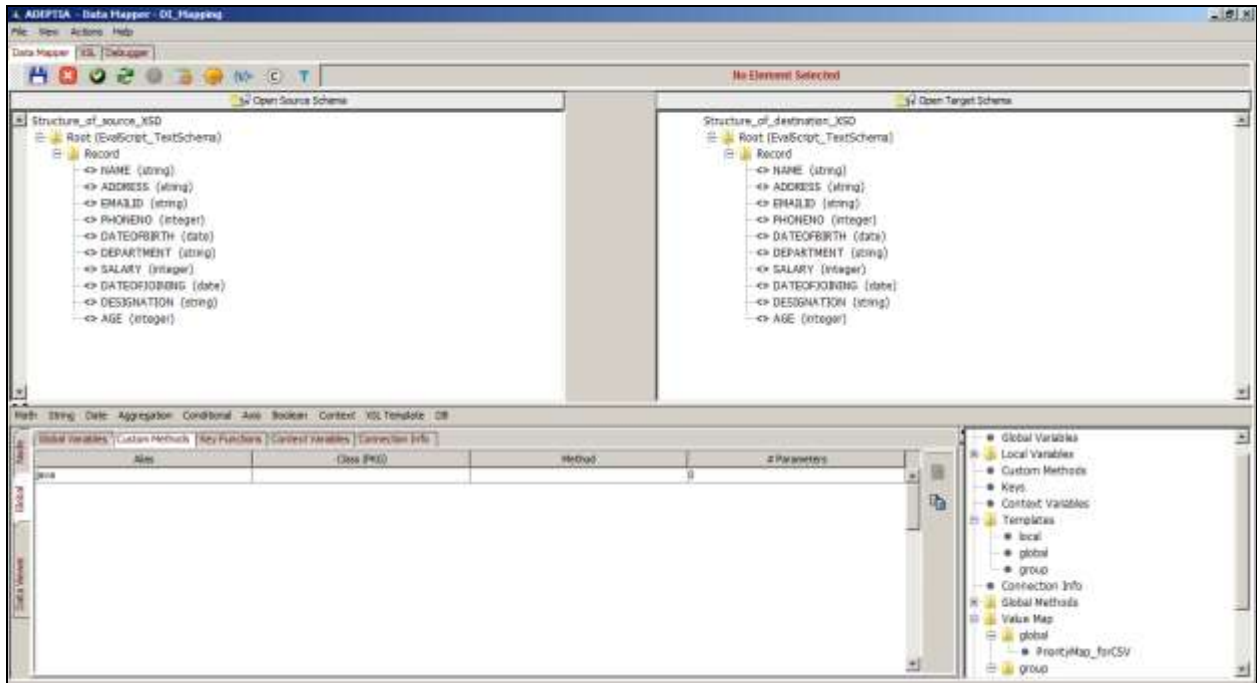 ADEPTIA - Data Mapper - DI_Mapping
File View Actions Help
Data Mapper XSL Debugger
No Element Selected
Open Source Schema
Open Target Schema
Structure_of_source_XSD
Root (EvalScript_TextSchema)
Record
<> NAME (string)
<> ADDRESS (string)
<> EMAILID (string)
<> PHONENO (integer)
<> DATEOFBIRTH (date)
<> DEPARTMENT (string)
<> SALARY (integer)
<> DATEOFJOINING (date)
<> DESIGNATION (string)
<> AGE (integer)
Structure_of_destination_XSD
Root (EvalScript_TextSchema)
Record
<> NAME (string)
<> ADDRESS (string)
<> EMAILID (string)
<> PHONENO (integer)
<> DATEOFBIRTH (date)
<> DEPARTMENT (string)
<> SALARY (integer)
<> DATEOFJOINING (date)
<> DESIGNATION (string)
<> AGE (integer)
Math String Date Aggregation Conditional Axis Boolean Context XSL Template DB
Node
Global
Data Viewer
Global Variables Custom Methods Key Functions Context Variables Connection Info
Alias Class (PKG) Method # Parameters
java 0
Global Variables
Local Variables
Custom Methods
Keys
Context Variables
Templates
local
global
group
Connection Info
Global Methods
Value Map
global
PriorityMap_forCSV
group